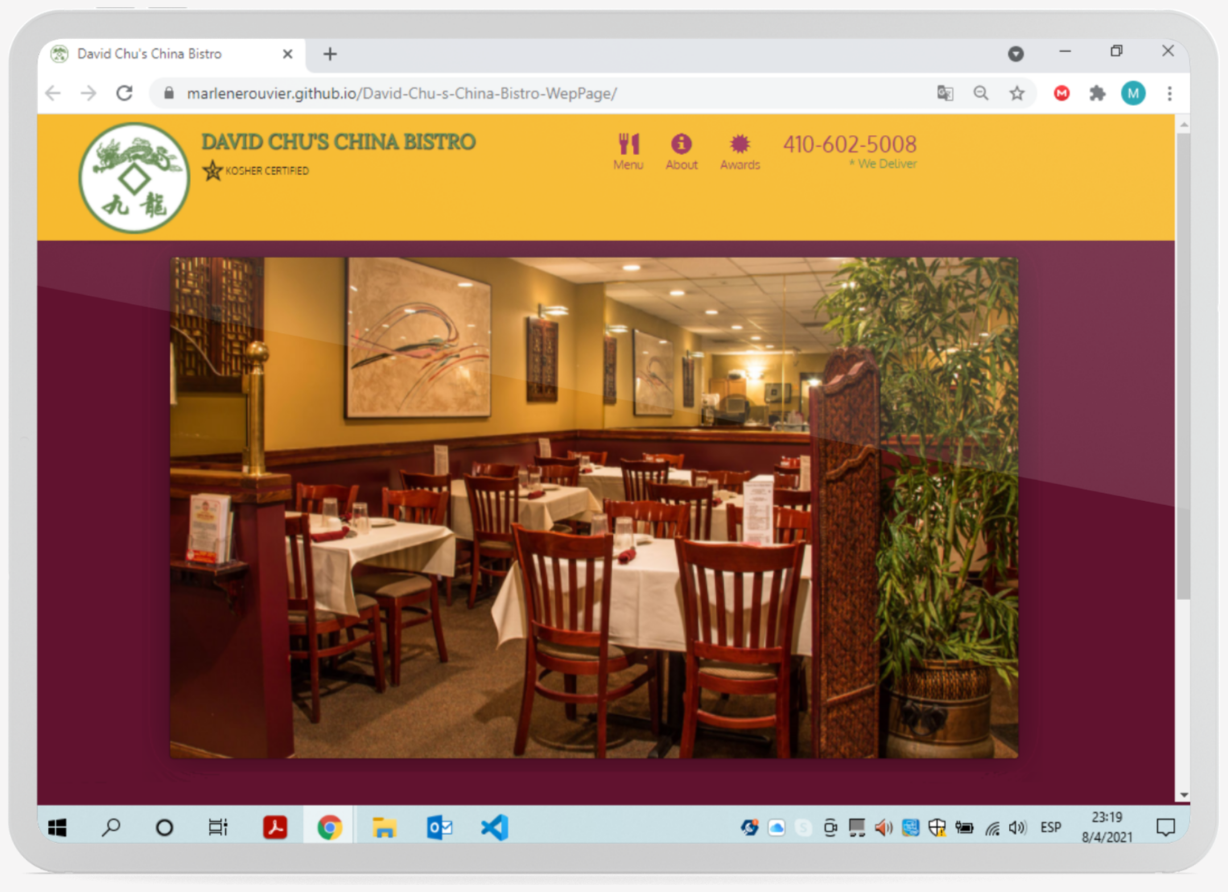 David Chu's China Bistro
marlenerouvier.github.io/David-Chu-s-China-Bistro-WepPage/
M
DAVID CHU'S CHINA BISTRO
KOSHER CERTIFIED
九龍
Menu
About
Awards
410-602-5008
* We Deliver
ESP
23:19
8/4/2021